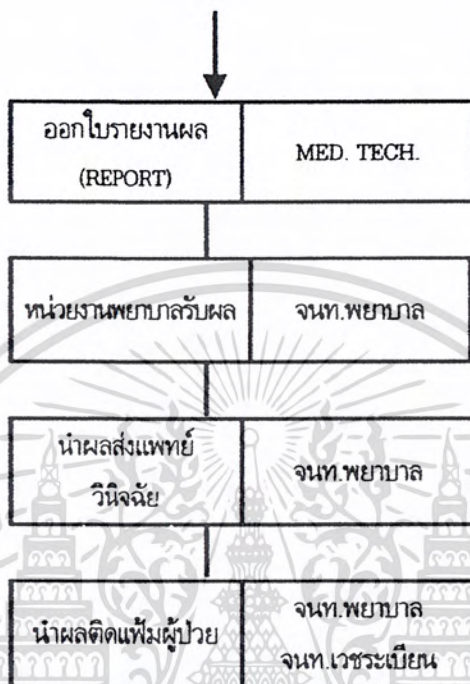 ออกใบรายงานผล
(REPORT)
MED. TECH.
หน่วยงานพยาบาลรับผล
จนท.พยาบาล
นำผลส่งแพทย์
วินิจฉัย
จนท.พยาบาล
นำผลติดแฟ้มผู้ป่วย
จนท.พยาบาล
จนท.เวชระเบียน